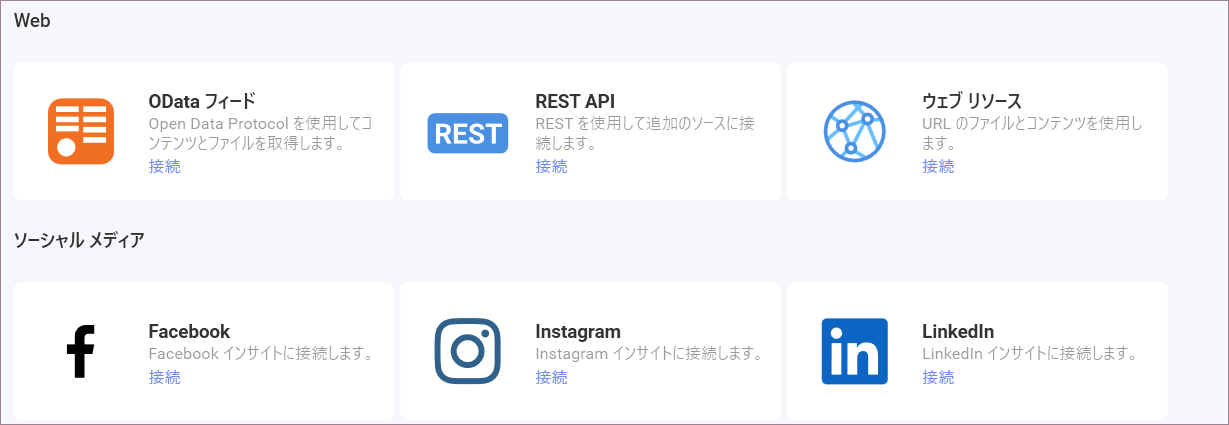 Web
OData フィード
Open Data Protocol を使用してコ
ンテンツとファイルを取得します。
接続
REST
REST API
REST を使用して追加のソースに接
続します。
接続
ウェブ リソース
URL のファイルとコンテンツを使用し
ます。
接続
ソーシャル メディア
Facebook
Facebook インサイトに接続します。
接続
Instagram
Instagram インサイトに接続します。
接続
in
LinkedIn
LinkedIn インサイトに接続します。
接続